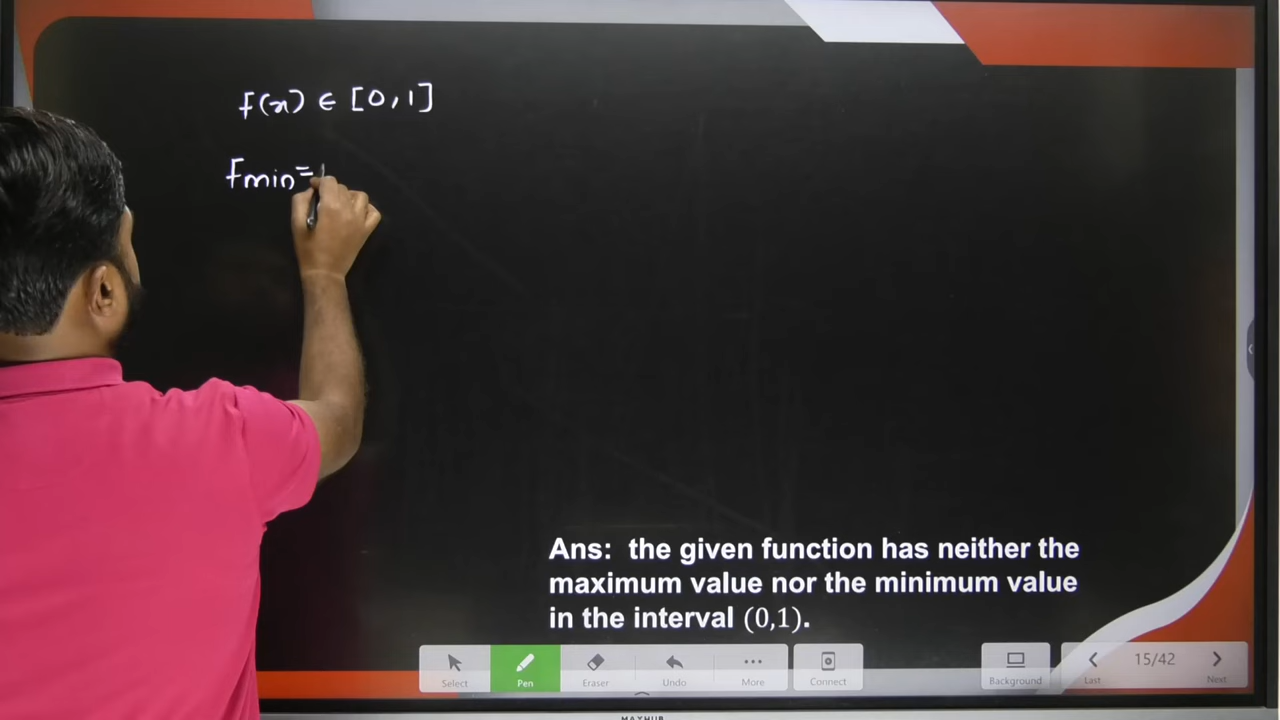 f(x) ∈ [0,1]
fmin=
Ans: the given function has neither the
maximum value nor the minimum value
in the interval (0,1).
Select
Pen
Eraser
Undo
More
Connect
Background
Last
15/42
Next
MAXHUB